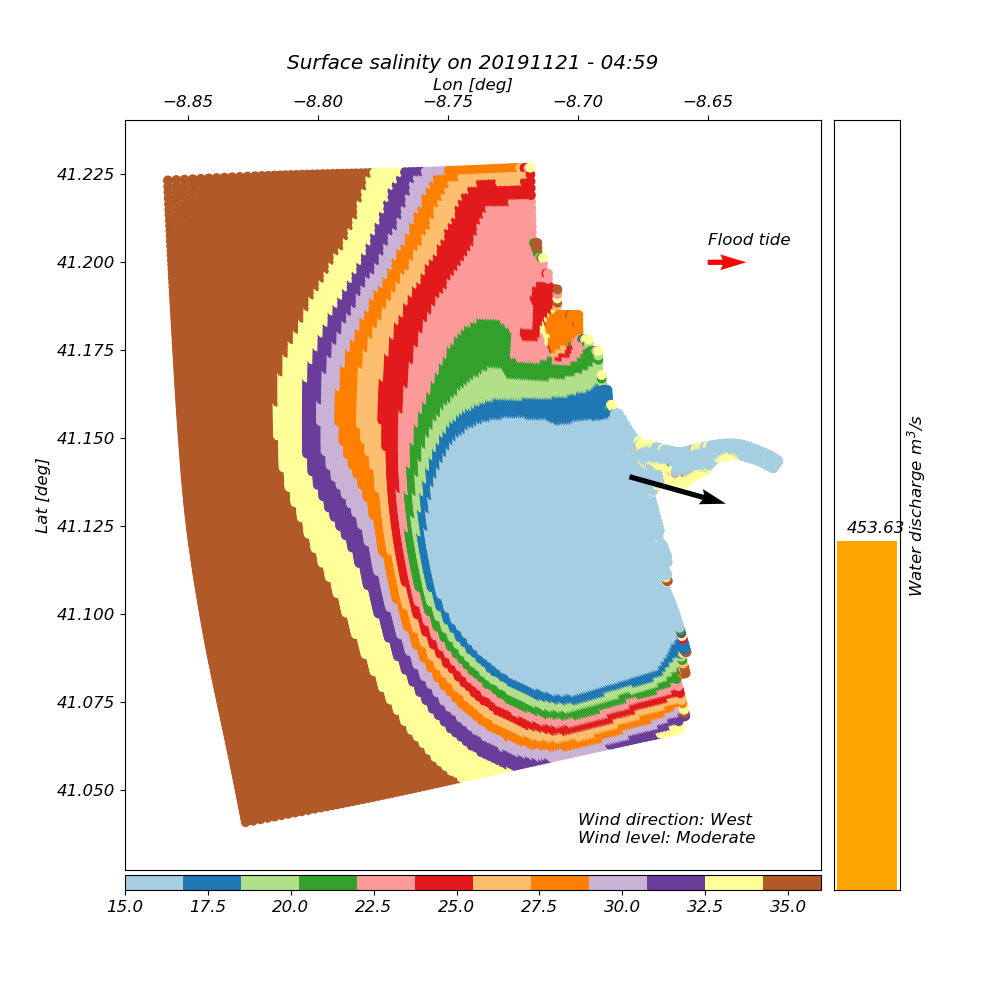 Surface salinity on 20191121 - 04:59
Lon [deg]
−8.85 −8.80 −8.75 −8.70 −8.65
41.225
41.200
41.175
41.150
41.125
41.100
41.075
41.050
Lat [deg]
Flood tide
Wind direction: West
Wind level: Moderate
453.63
Water discharge m³/s
15.0 17.5 20.0 22.5 25.0 27.5 30.0 32.5 35.0